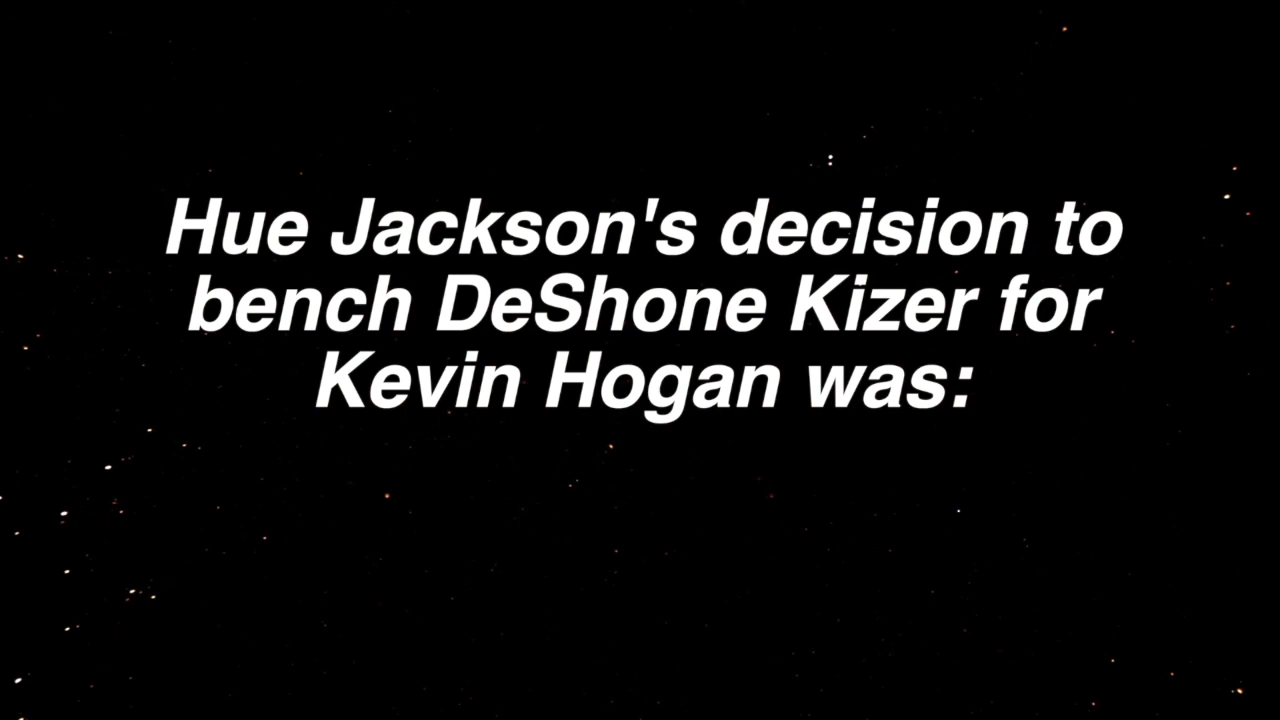 Hue Jackson's decision to
bench DeShone Kizer for
Kevin Hogan was: